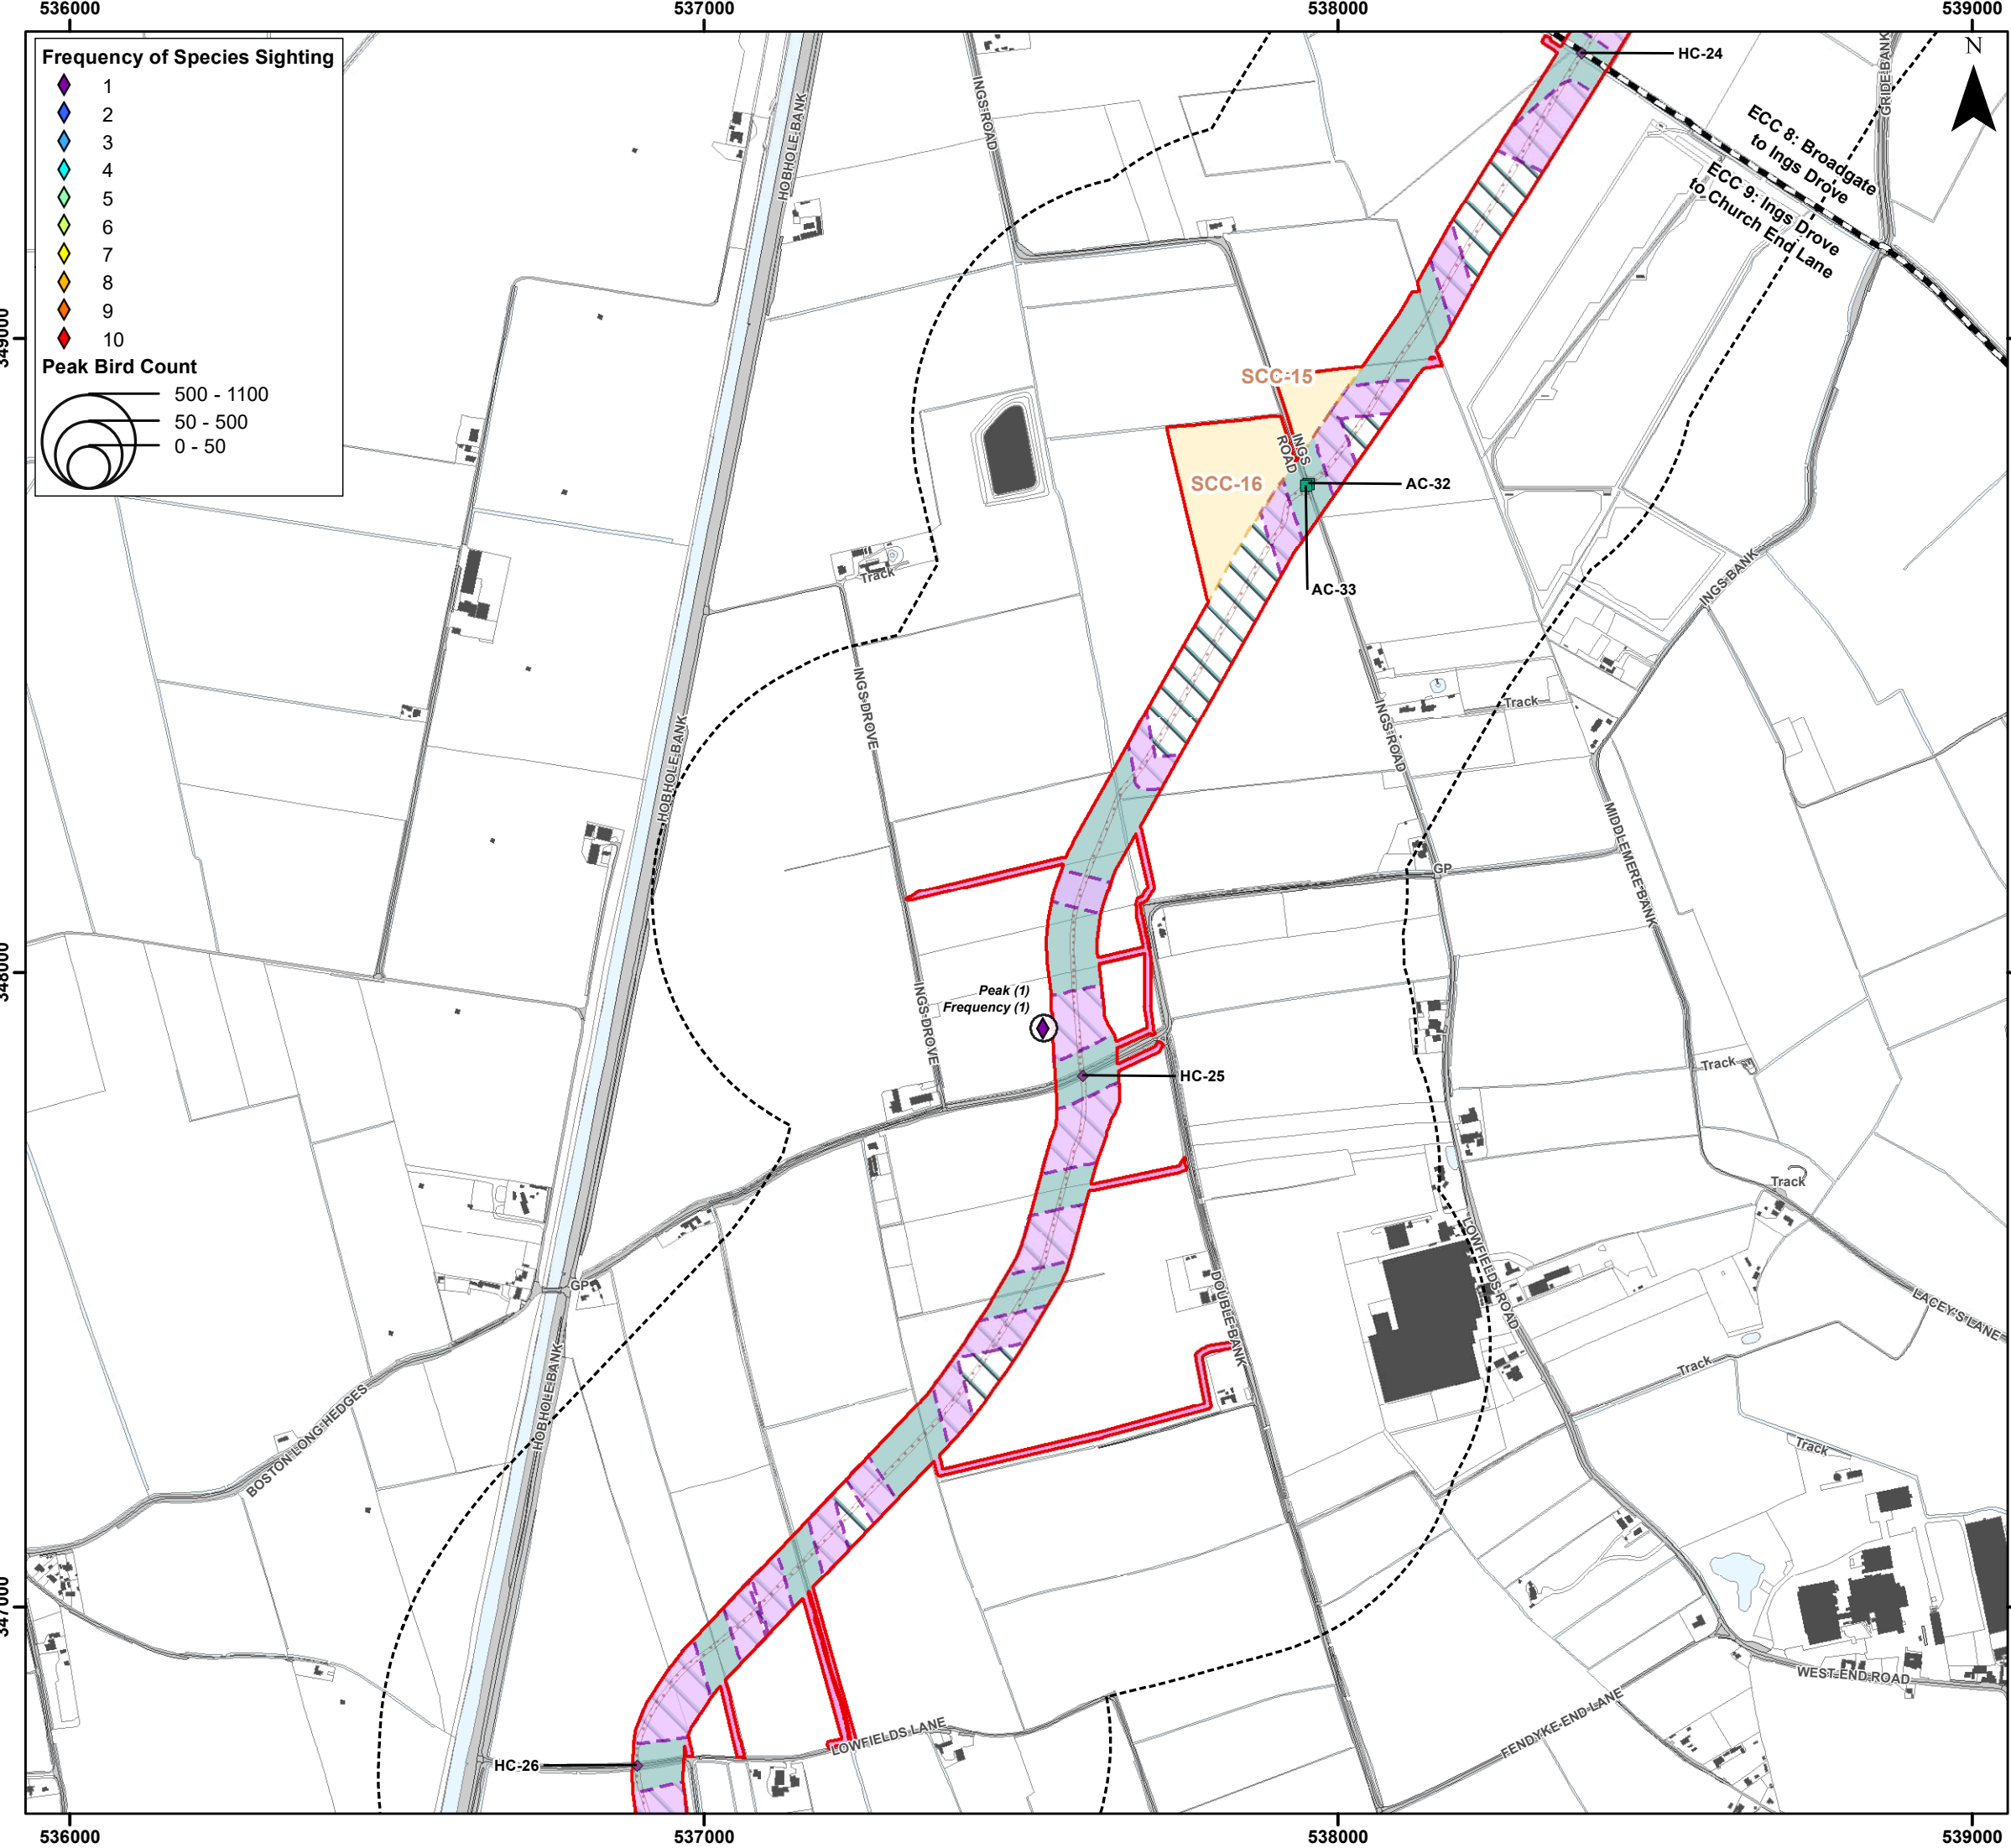 536000
537000
538000
539000
Frequency of Species Sighting
1
2
3
4
5
6
7
8
9
10
Peak Bird Count
500 - 1100
50 - 500
0 - 50
N
HC-24
GRIDE BANK
ECC 8: Broadgate
to Ings Drove
ECC 9: Ings Drove
to Church End Lane
HOBHOLE BANK
INGS ROAD
349000
SCC-15
INGS
ROAD
SCC-16
AC-32
AC-33
Track
INGS BANK
INGS DROVE
HOBHOLE BANK
Track
INGS ROAD
MIDDLEMERE BANK
GP
348000
Peak (1)
Frequency (1)
INGS DROVE
HC-25
Track
Track
LOWFIELDS ROAD
GP
DOUBLE BANK
LACEY'S LANE
HOBHOLE BANK
BOSTON LONG HEDGES
Track
Track
347000
WEST END ROAD
LOWFIELDS LANE
FENDYKE END LANE
HC-26
536000
537000
538000
539000